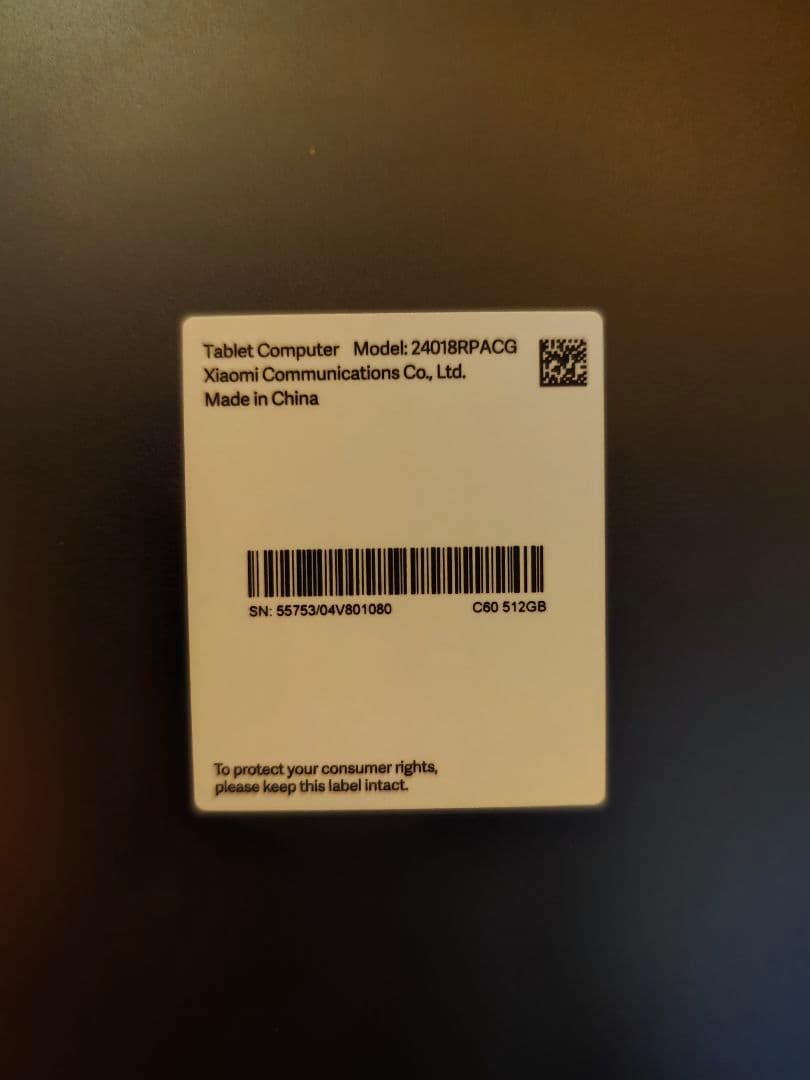 Tablet Computer Model: 24018RPACG
Xiaomi Communications Co., Ltd.
Made in China
SN: 55753/04V801080 C60 512GB
To protect your consumer rights,
please keep this label intact.